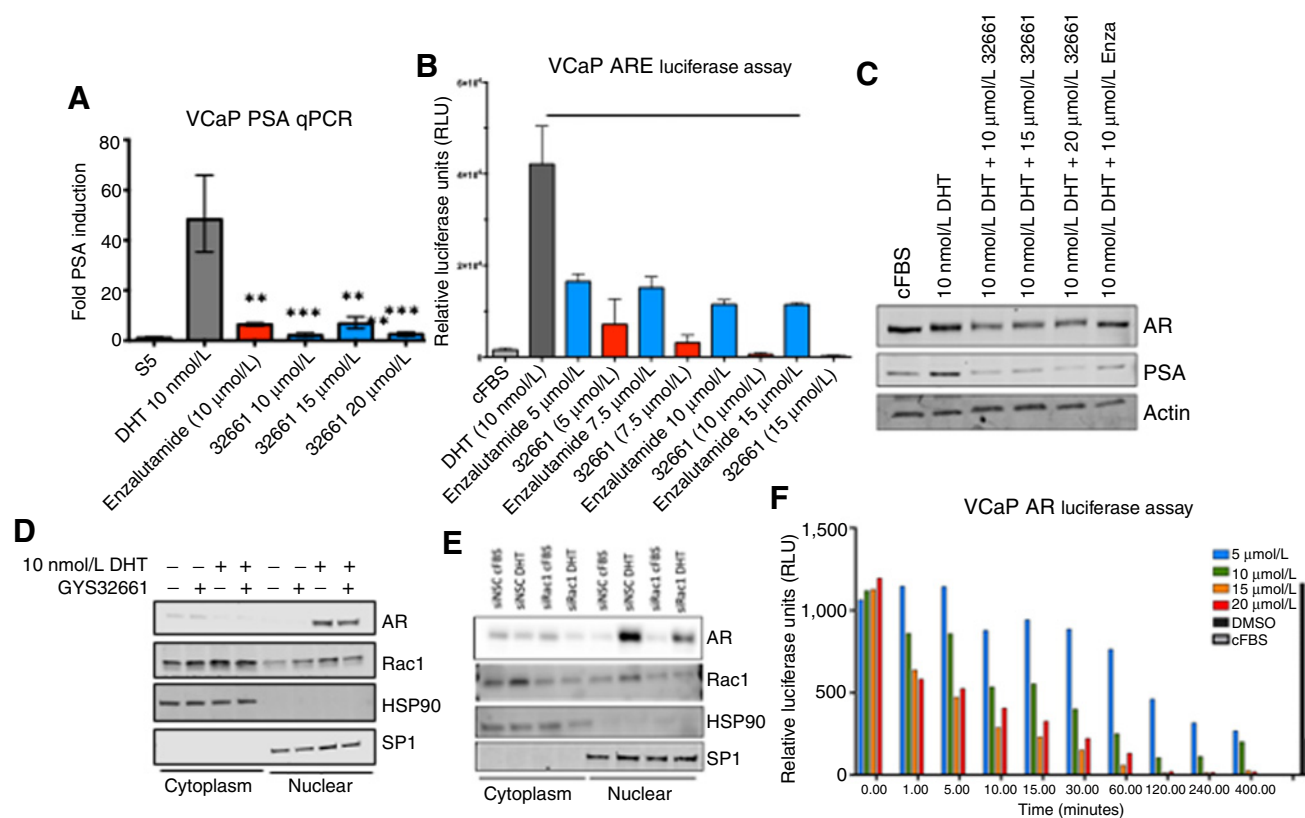 A
VCaP PSA qPCR
Fold PSA induction
80
60
40
20
0
**
***
**
**
***
S5
DHT 10 nmol/L
Enzalutamide (10 μmol/L)
32661 10 μmol/L
32661 15 μmol/L
32661 20 μmol/L
B
VCaP ARE luciferase assay
Relative luciferase units (RLU)
cFBS
DHT (10 nmol/L)
Enzalutamide 5 μmol/L
32661 (5 μmol/L)
Enzalutamide 7.5 μmol/L
32661 (7.5 μmol/L)
Enzalutamide 10 μmol/L
32661 (10 μmol/L)
Enzalutamide 15 μmol/L
32661 (15 μmol/L)
C
cFBS
10 nmol/L DHT
10 nmol/L DHT + 10 μmol/L 32661
10 nmol/L DHT + 15 μmol/L 32661
10 nmol/L DHT + 20 μmol/L 32661
10 nmol/L DHT + 10 μmol/L Enza
AR
PSA
Actin
D
10 nmol/L DHT – – + + – – + +
GYS32661 – + – + – + – +
AR
Rac1
HSP90
SP1
Cytoplasm Nuclear
E
siNSC cFBS
siNSC DHT
siRac1 cFBS
siRac1 DHT
siNSC cFBS
siNSC DHT
siRac1 cFBS
siRac1 DHT
AR
Rac1
HSP90
SP1
Cytoplasm Nuclear
F
VCaP AR luciferase assay
Relative luciferase units (RLU)
1,500
1,000
500
0
5 μmol/L
10 μmol/L
15 μmol/L
20 μmol/L
DMSO
cFBS
0.00 1.00 5.00 10.00 15.00 30.00 60.00 120.00 240.00 400.00
Time (minutes)